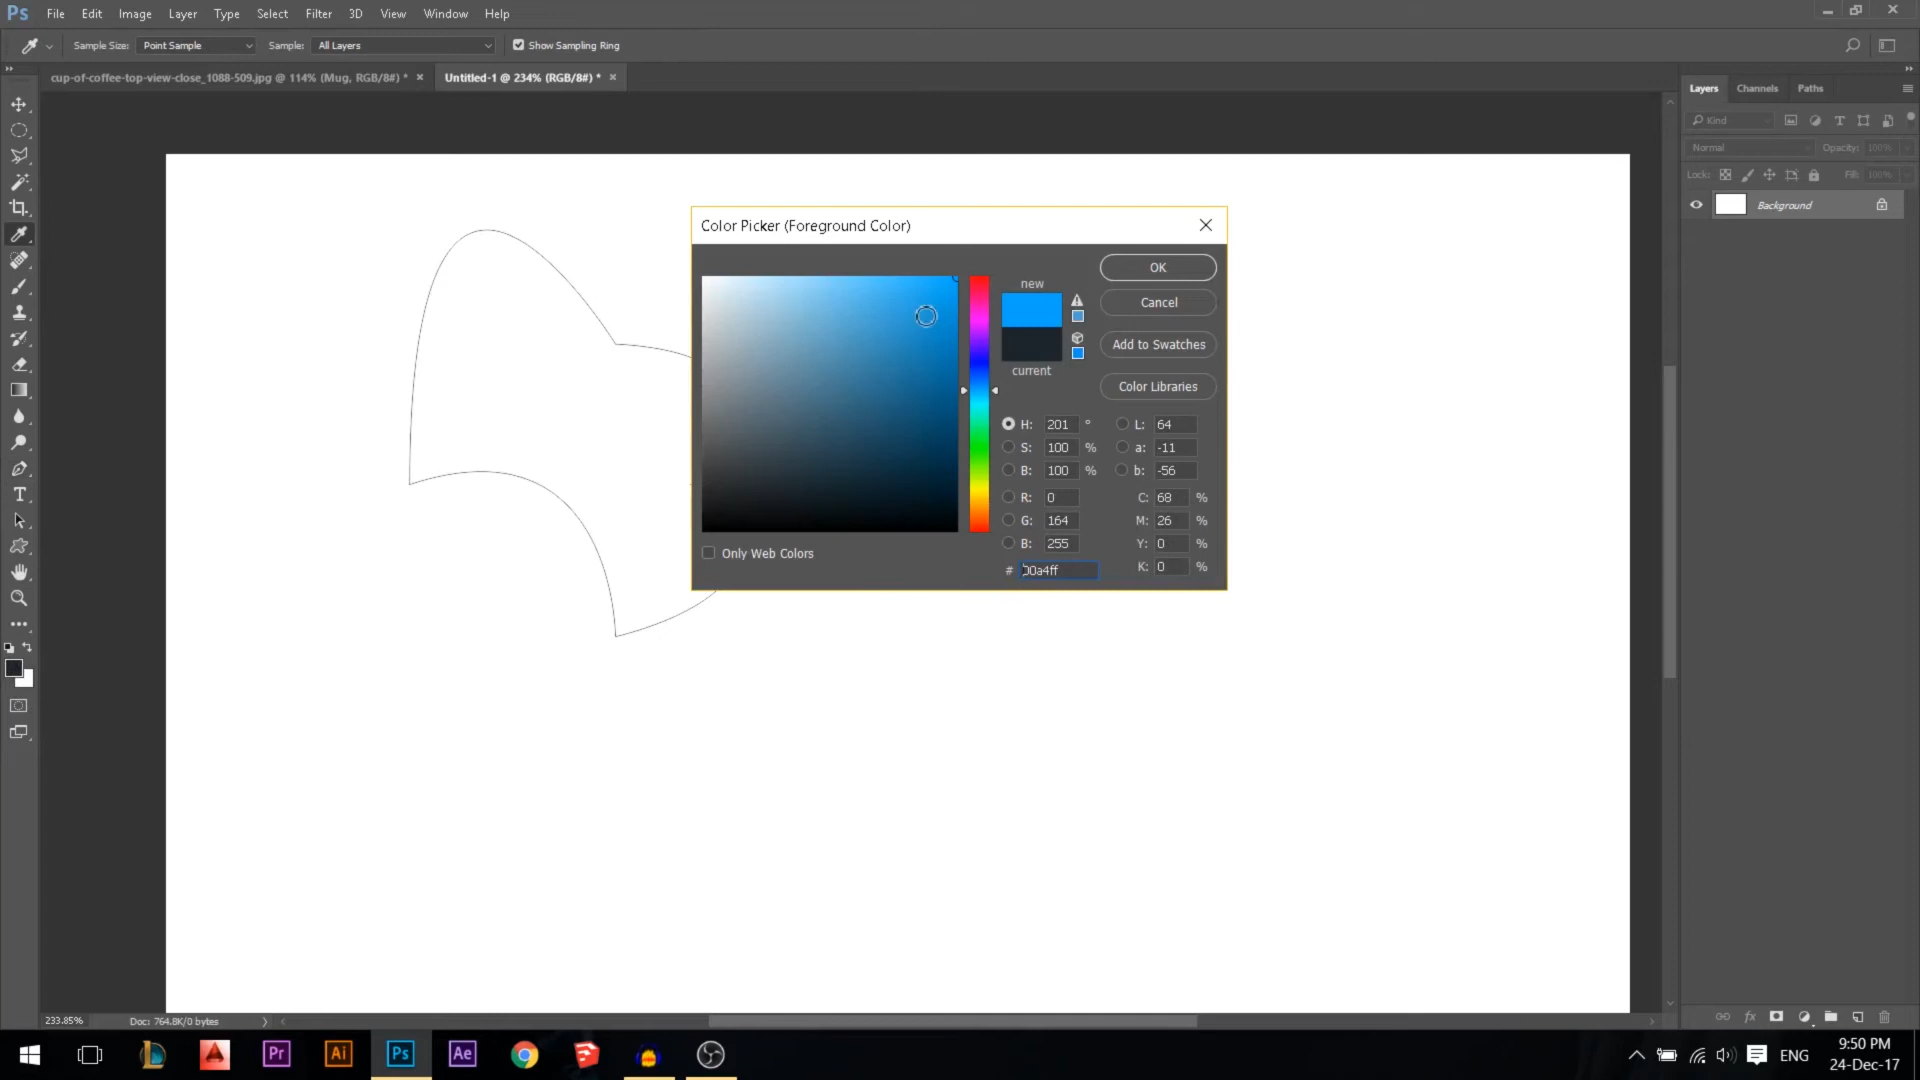 Ps File Edit Image Layer Type Select Filter 3D View Window Help
Sample Size: Point Sample Sample: All Layers Show Sampling Ring
cup-of-coffee-top-view-close_1088-509.jpg @ 114% (Mug, RGB/8#) * × Untitled-1 @ 234% (RGB/8#) * ×
Layers Channels Paths
Kind
Normal Opacity: 100%
Lock: Fill: 100%
Background
Color Picker (Foreground Color)
new
current
OK
Cancel
Add to Swatches
Color Libraries
H: 201 ° L: 64
S: 100 % a: -11
B: 100 % b: -56
R: 0 C: 68 %
G: 164 M: 26 %
B: 255 Y: 0 %
# 00a4ff K: 0 %
Only Web Colors
T
233.85% Doc: 764.8K/0 bytes
fx
Pr Ai Ps Ae
ENG
9:50 PM
24-Dec-17